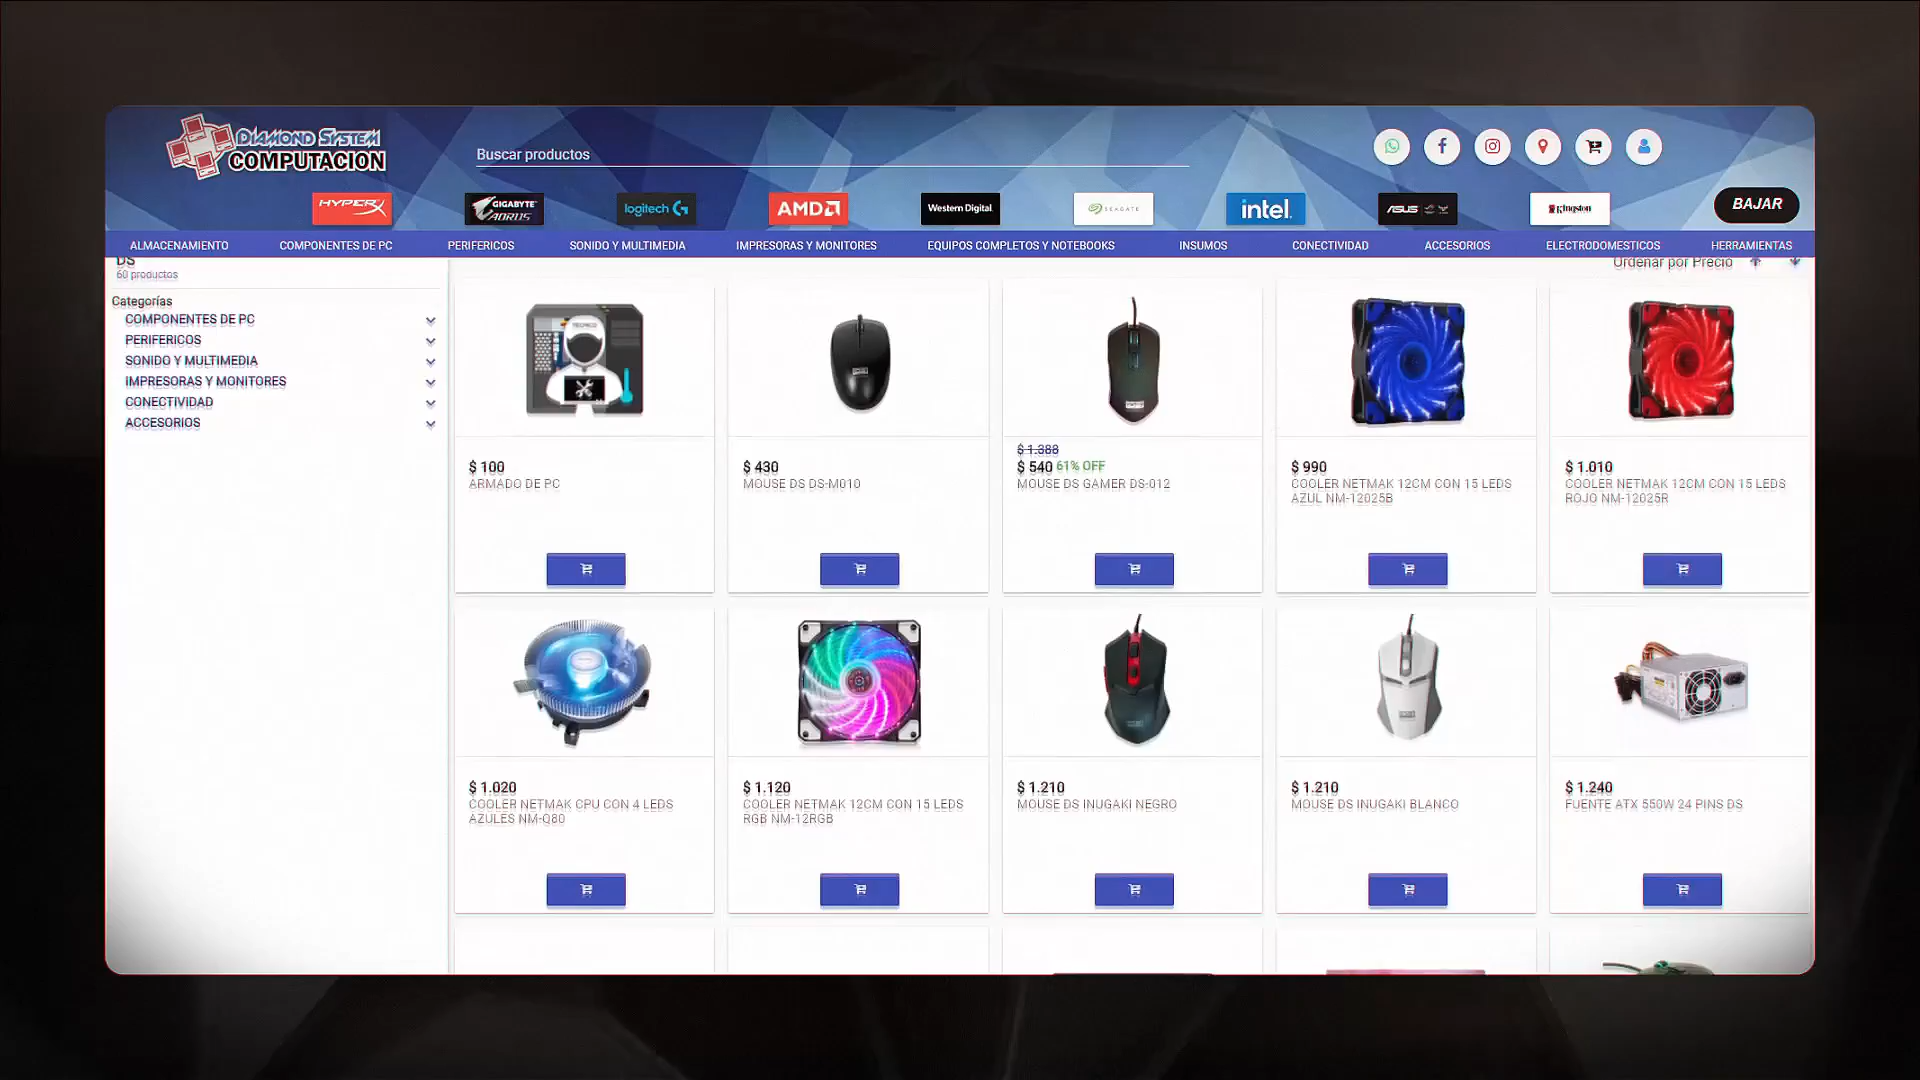 DIAMOND SYSTEM
COMPUTACION
Buscar productos
HYPERX
GIGABYTE
AORUS
logitech G
AMD
Western Digital
SEAGATE
intel
ASUS
Kingston
BAJAR
ALMACENAMIENTO
COMPONENTES DE PC
PERIFERICOS
SONIDO Y MULTIMEDIA
IMPRESORAS Y MONITORES
EQUIPOS COMPLETOS Y NOTEBOOKS
INSUMOS
CONECTIVIDAD
ACCESORIOS
ELECTRODOMESTICOS
HERRAMIENTAS
DS
60 productos
Ordenar por Precio
Categorías
COMPONENTES DE PC
PERIFERICOS
SONIDO Y MULTIMEDIA
IMPRESORAS Y MONITORES
CONECTIVIDAD
ACCESORIOS
TECNICO
$ 100
ARMADO DE PC
$ 430
MOUSE DS DS-M010
$ 1.388
$ 540 61% OFF
MOUSE DS GAMER DS-012
$ 990
COOLER NETMAK 12CM CON 15 LEDS
AZUL NM-12025B
$ 1.010
COOLER NETMAK 12CM CON 15 LEDS
ROJO NM-12025R
$ 1.020
COOLER NETMAK CPU CON 4 LEDS
AZULES NM-Q80
$ 1.120
COOLER NETMAK 12CM CON 15 LEDS
RGB NM-12RGB
$ 1.210
MOUSE DS INUGAKI NEGRO
$ 1.210
MOUSE DS INUGAKI BLANCO
$ 1.240
FUENTE ATX 550W 24 PINS DS